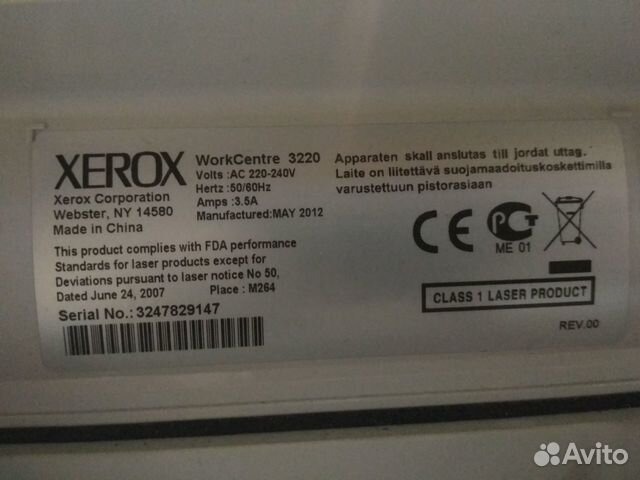 XEROX
Xerox Corporation
Webster, NY 14580
Made in China
WorkCentre 3220
Volts :AC 220-240V
Hertz :50/60Hz
Amps :3.5A
Manufactured:MAY 2012
This product complies with FDA performance
Standards for laser products except for
Deviations pursuant to laser notice No 50,
Dated June 24, 2007 Place : M264
Serial No.: 3247829147
Apparaten skall anslutas till jordat uttag.
Laite on liitettävä suojamaadoituskoskettimilla
varustettuun pistorasiaan
CE
PCT
ME 01
CLASS 1 LASER PRODUCT
REV.00
Avito